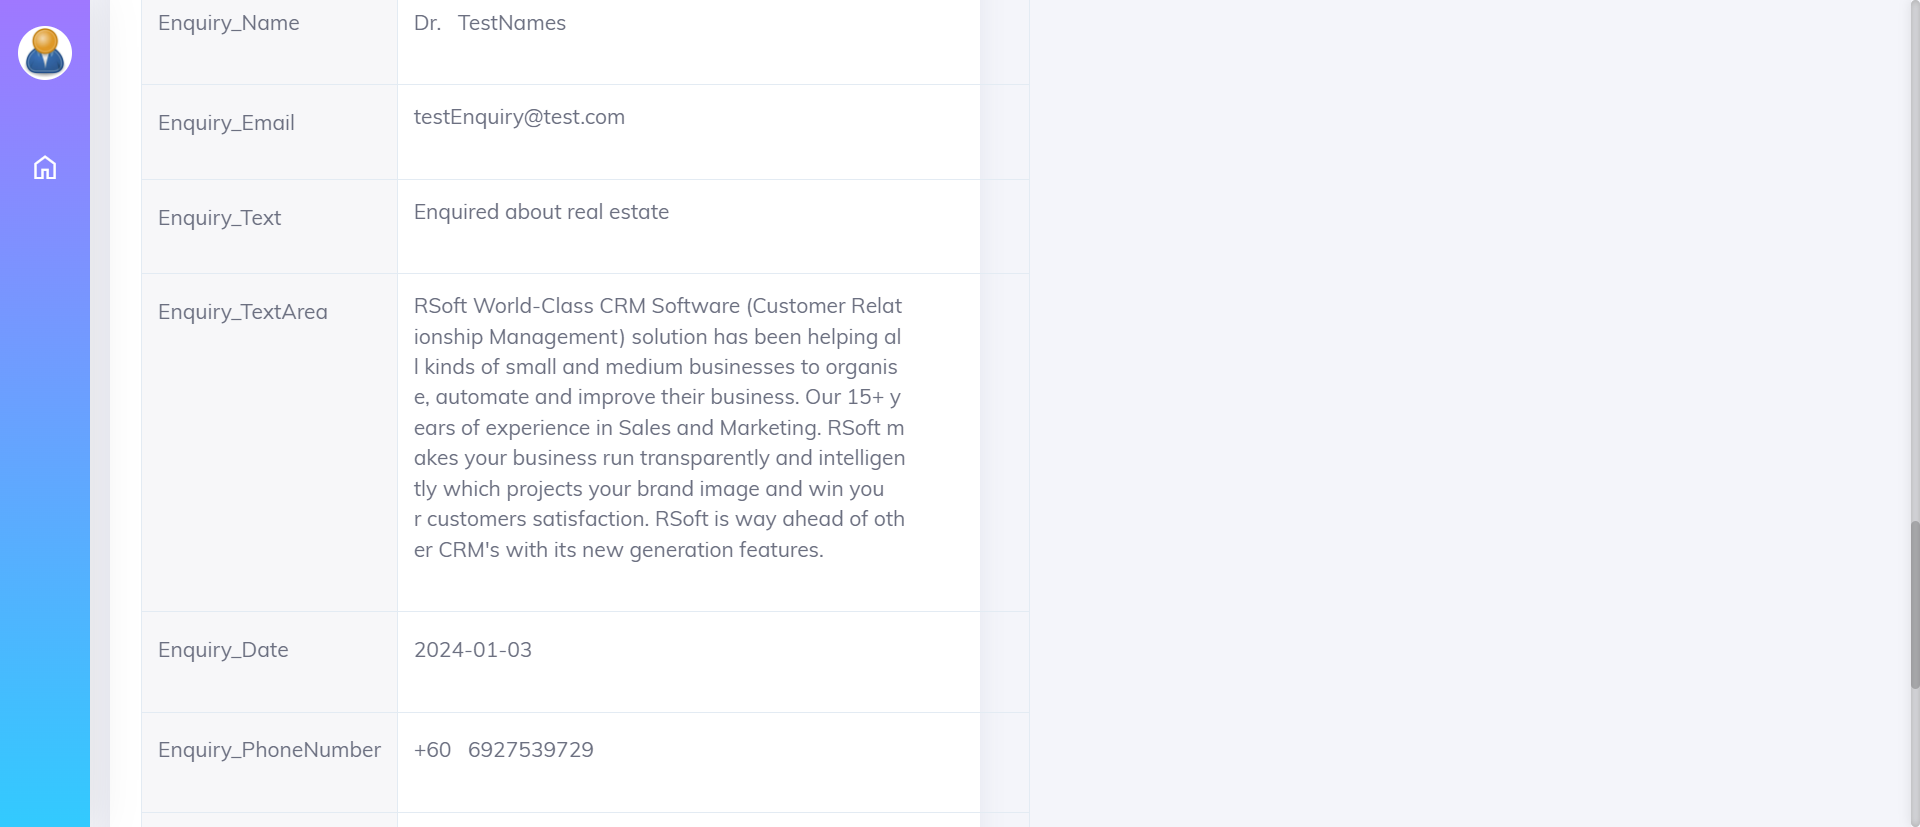 Enquiry_Name
Dr. TestNames
Enquiry_Email
testEnquiry@test.com
Enquiry_Text
Enquired about real estate
Enquiry_TextArea
RSoft World-Class CRM Software (Customer Relat
ionship Management) solution has been helping al
l kinds of small and medium businesses to organis
e, automate and improve their business. Our 15+ y
ears of experience in Sales and Marketing. RSoft m
akes your business run transparently and intelligen
tly which projects your brand image and win you
r customers satisfaction. RSoft is way ahead of oth
er CRM's with its new generation features.
Enquiry_Date
2024-01-03
Enquiry_PhoneNumber
+60 6927539729